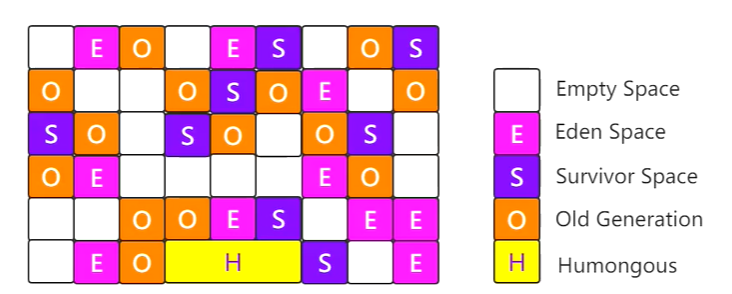 E O E S O S
O O S O E O
S O S O O S
O E E O
O O E S E E
E O H S E
Empty Space
E Eden Space
S Survivor Space
O Old Generation
H Humongous